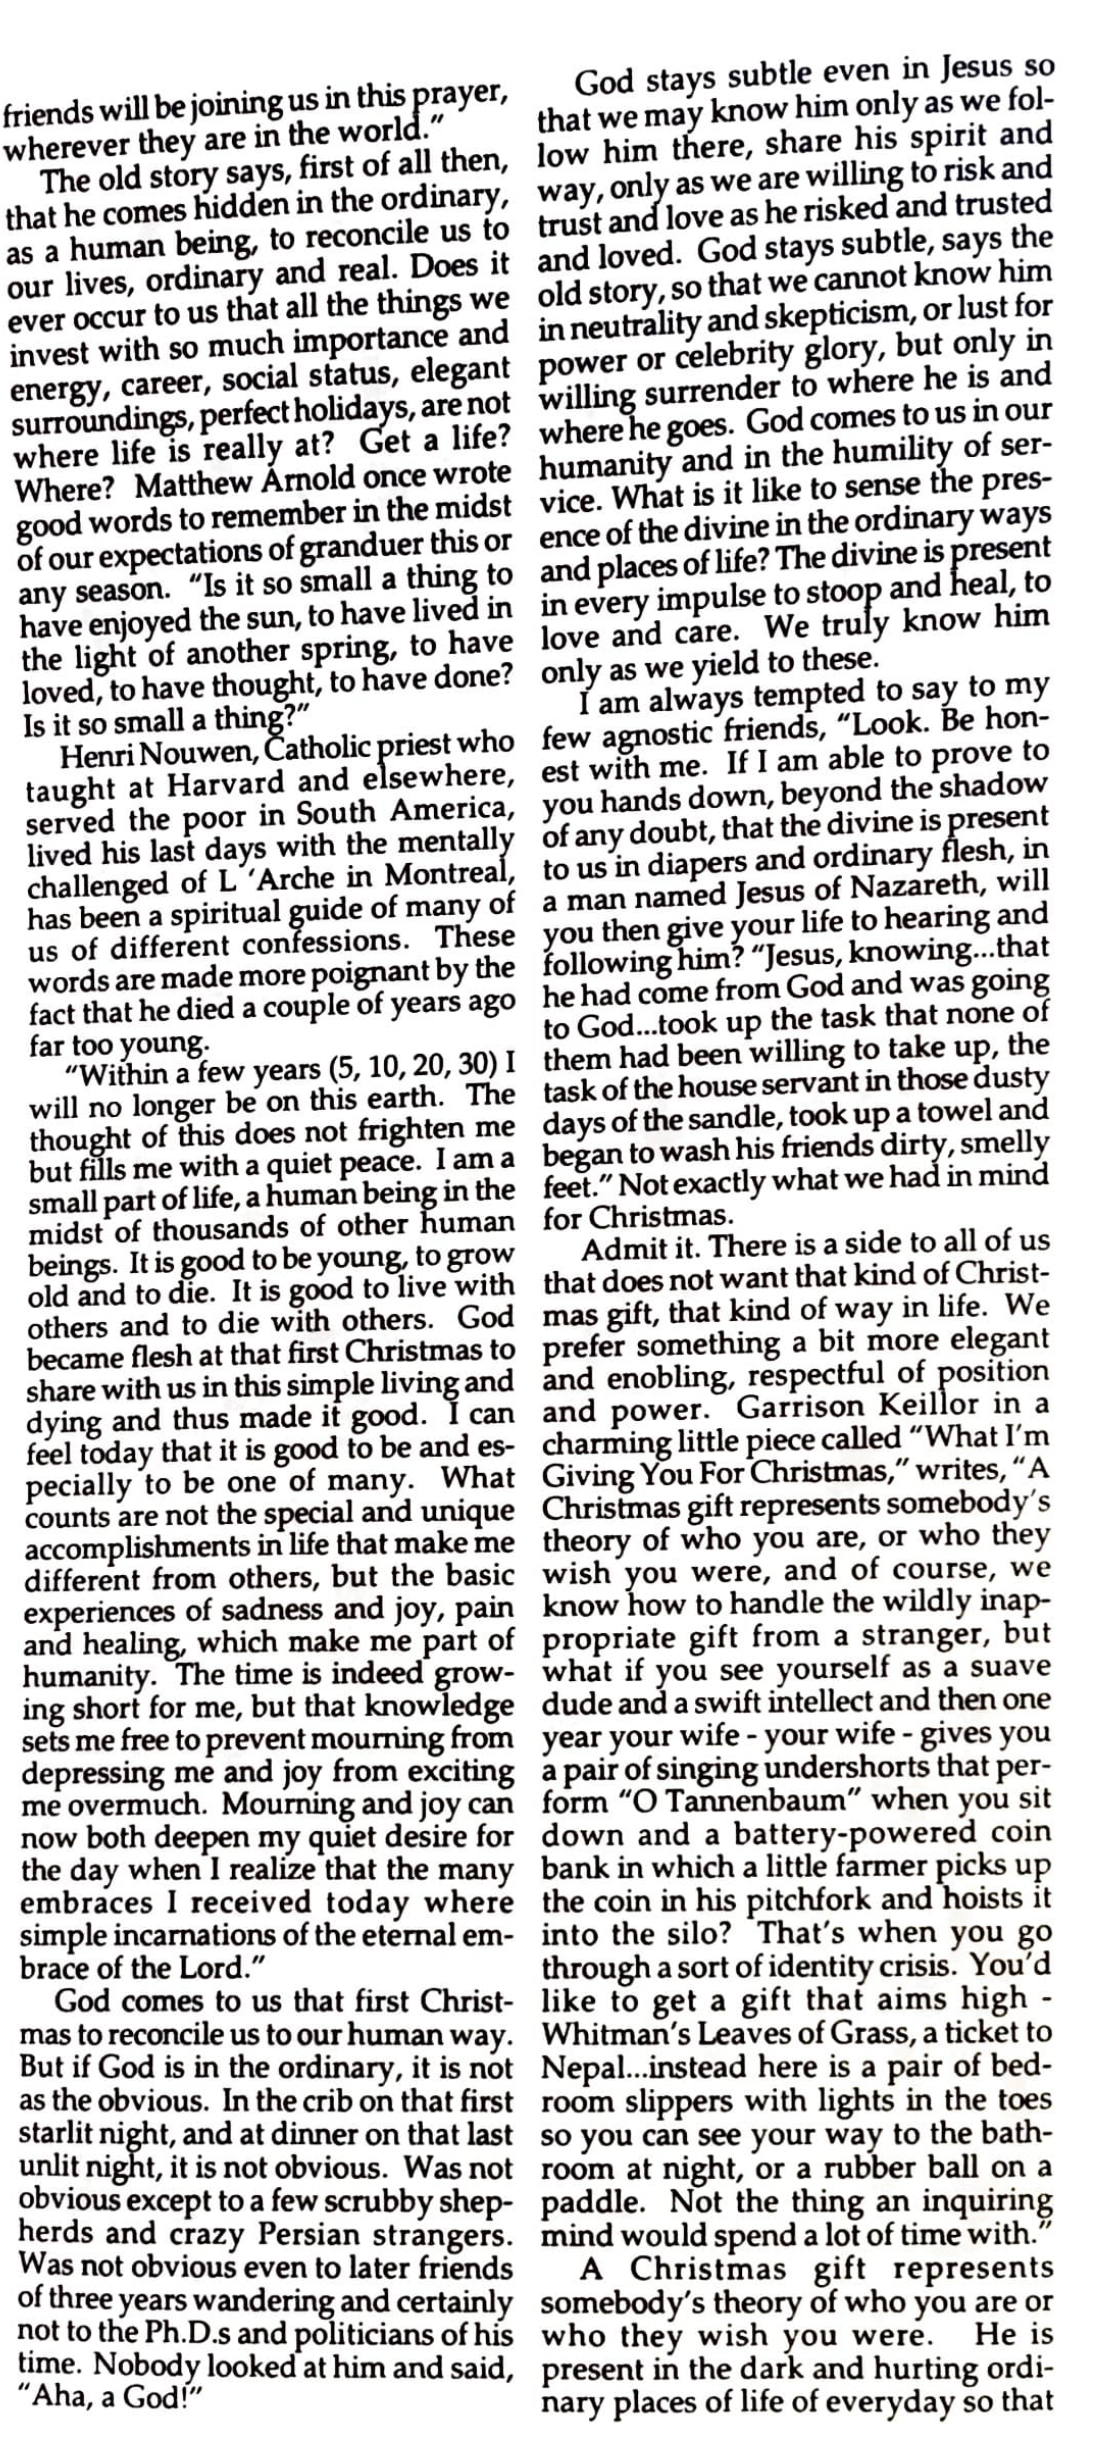 friends will be joining us in this prayer,
wherever they are in the world."
The old story says, first of all then,
that he comes hidden in the ordinary,
as a human being, to reconcile us to
our lives, ordinary and real. Does it
ever occur to us that all the things we
invest with so much importance and
energy, career, social status, elegant
surroundings, perfect holidays, are not
where life is really at? Get a life?
Where? Matthew Arnold once wrote
good words to remember in the midst
of our expectations of granduer this or
any season. "Is it so small a thing to
have enjoyed the sun, to have lived in
the light of another spring, to have
loved, to have thought, to have done?
Is it so small a thing?"
Henri Nouwen, Catholic priest who
taught at Harvard and elsewhere,
served the poor in South America,
lived his last days with the mentally
challenged of L 'Arche in Montreal,
has been a spiritual guide of many of
us of different confessions. These
words are made more poignant by the
fact that he died a couple of years ago
far too young.
"Within a few years (5, 10, 20, 30) I
will no longer be on this earth. The
thought of this does not frighten me
but fills me with a quiet peace. I am a
small part of life, a human being in the
midst of thousands of other human
beings. It is good to be young, to grow
old and to die. It is good to live with
others and to die with others. God
became flesh at that first Christmas to
share with us in this simple living and
dying and thus made it good. I can
feel today that it is good to be and es-
pecially to be one of many. What
counts are not the special and unique
accomplishments in life that make me
different from others, but the basic
experiences of sadness and joy, pain
and healing, which make me part of
humanity. The time is indeed grow-
ing short for me, but that knowledge
sets me free to prevent mourning from
depressing me and joy from exciting
me overmuch. Mourning and joy can
now both deepen my quiet desire for
the day when I realize that the many
embraces I received today where
simple incarnations of the eternal em-
brace of the Lord."
God comes to us that first Christ-
mas to reconcile us to our human way.
But if God is in the ordinary, it is not
as the obvious. In the crib on that first
starlit night, and at dinner on that last
unlit night, it is not obvious. Was not
obvious except to a few scrubby shep-
herds and crazy Persian strangers.
Was not obvious even to later friends
of three years wandering and certainly
not to the Ph.D.s and politicians of his
time. Nobody looked at him and said,
"Aha, a God!"
God stays subtle even in Jesus so
that we may know him only as we fol-
low him there, share his spirit and
way, only as we are willing to risk and
trust and love as he risked and trusted
and loved. God stays subtle, says the
old story, so that we cannot know him
in neutrality and skepticism, or lust for
power or celebrity glory, but only in
willing surrender to where he is and
where he goes. God comes to us in our
humanity and in the humility of ser-
vice. What is it like to sense the pres-
ence of the divine in the ordinary ways
and places of life? The divine is present
in every impulse to stoop and heal, to
love and care. We truly know him
only as we yield to these.
I am always tempted to say to my
few agnostic friends, "Look. Be hon-
est with me. If I am able to prove to
you hands down, beyond the shadow
of any doubt, that the divine is present
to us in diapers and ordinary flesh, in
a man named Jesus of Nazareth, will
you then give your life to hearing and
following him? "Jesus, knowing...that
he had come from God and was going
to God...took up the task that none of
them had been willing to take up, the
task of the house servant in those dusty
days of the sandle, took up a towel and
began to wash his friends dirty, smelly
feet." Not exactly what we had in mind
for Christmas.
Admit it. There is a side to all of us
that does not want that kind of Christ-
mas gift, that kind of way in life. We
prefer something a bit more elegant
and enobling, respectful of position
and power. Garrison Keillor in a
charming little piece called "What I'm
Giving You For Christmas," writes, "A
Christmas gift represents somebody's
theory of who you are, or who they
wish you were, and of course, we
know how to handle the wildly inap-
propriate gift from a stranger, but
what if you see yourself as a suave
dude and a swift intellect and then one
year your wife - your wife - gives you
a pair of singing undershorts that per-
form "O Tannenbaum" when you sit
down and a battery-powered coin
bank in which a little farmer picks up
the coin in his pitchfork and hoists it
into the silo? That's when you go
through a sort of identity crisis. You'd
like to get a gift that aims high -
Whitman's Leaves of Grass, a ticket to
Nepal...instead here is a pair of bed-
room slippers with lights in the toes
so you can see your way to the bath-
room at night, or a rubber ball on a
paddle. Not the thing an inquiring
mind would spend a lot of time with."
A Christmas gift represents
somebody's theory of who you are or
who they wish you were. He is
present in the dark and hurting ordi-
nary places of life of everyday so that